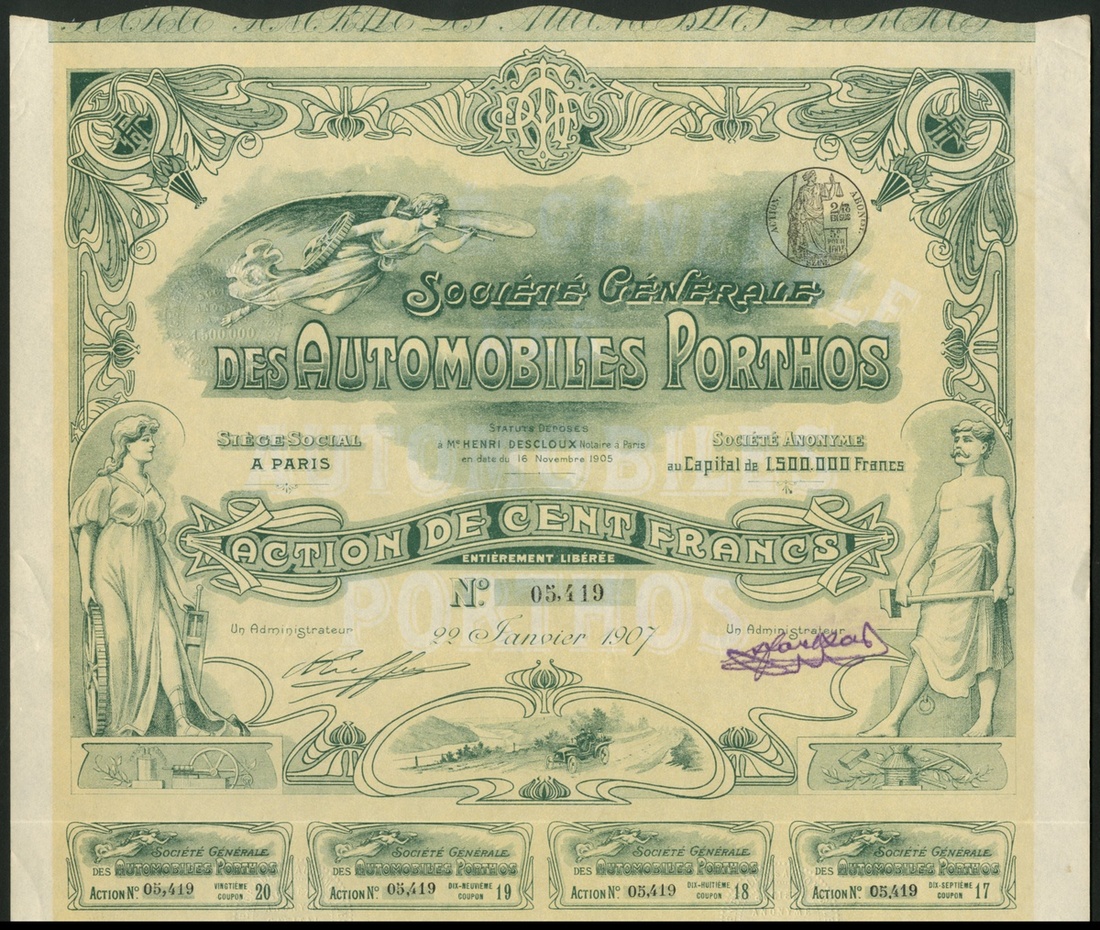 SOCIÉTÉ GÉNÉRALE
DES AUTOMOBILES PORTHOS
ACTION
ABONNT
SIÈGE SOCIAL
A PARIS
STATUTS DÉPOSÉS
à Me HENRI DESCLOUX Notaire à Paris
en date du 16 Novembre 1905
SOCIÉTÉ ANONYME
au Capital de 1.500.000 Francs
ACTION DE CENT FRANCS
ENTIÈREMENT LIBÉRÉE
No. 05,419
22 Janvier 1907
Un Administrateur
Un Administrateur
SOCIÉTÉ GÉNÉRALE
DES AUTOMOBILES PORTHOS
ACTION No 05,419 VINGTIÈME COUPON 20
SOCIÉTÉ GÉNÉRALE
DES AUTOMOBILES PORTHOS
ACTION No 05,419 DIX-NEUVIÈME COUPON 19
SOCIÉTÉ GÉNÉRALE
DES AUTOMOBILES PORTHOS
ACTION No 05,419 DIX-HUITIÈME COUPON 18
SOCIÉTÉ GÉNÉRALE
DES AUTOMOBILES PORTHOS
ACTION No 05,419 DIX-SEPTIÈME COUPON 17